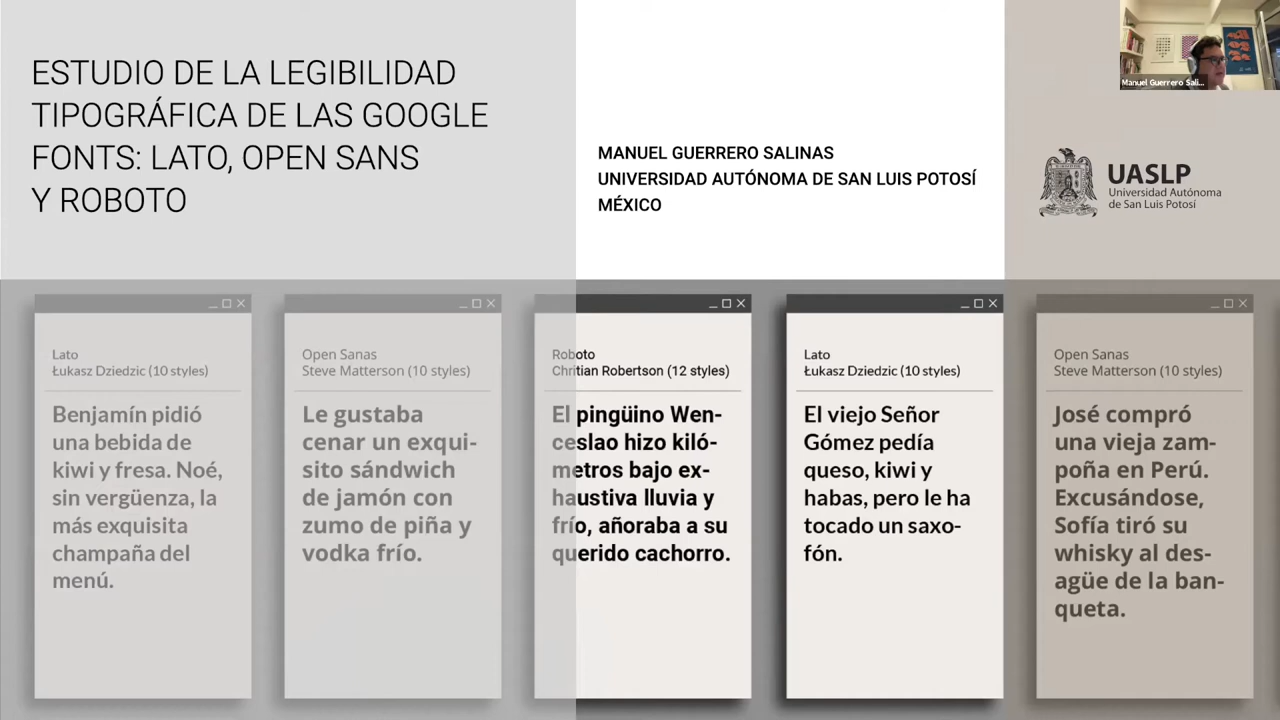 ESTUDIO DE LA LEGIBILIDAD
TIPOGRÁFICA DE LAS GOOGLE
FONTS: LATO, OPEN SANS
Y ROBOTO
MANUEL GUERRERO SALINAS
UNIVERSIDAD AUTÓNOMA DE SAN LUIS POTOSÍ
MÉXICO
Manuel Guerrero Sali...
UASLP
Universidad Autónoma
de San Luis Potosí
Lato
Łukasz Dziedzic (10 styles)
Benjamín pidió
una bebida de
kiwi y fresa. Noé,
sin vergüenza, la
más exquisita
champaña del
menú.
Open Sanas
Steve Matterson (10 styles)
Le gustaba
cenar un exqui-
sito sándwich
de jamón con
zumo de piña y
vodka frío.
Roboto
Chritian Robertson (12 styles)
El pingüino Wen-
ceslao hizo kiló-
metros bajo ex-
haustiva lluvia y
frío, añoraba a su
querido cachorro.
Lato
Łukasz Dziedzic (10 styles)
El viejo Señor
Gómez pedía
queso, kiwi y
habas, pero le ha
tocado un saxo-
fón.
Open Sanas
Steve Matterson (10 styles)
José compró
una vieja zam-
poña en Perú.
Excusándose,
Sofía tiró su
whisky al des-
agüe de la ban-
queta.